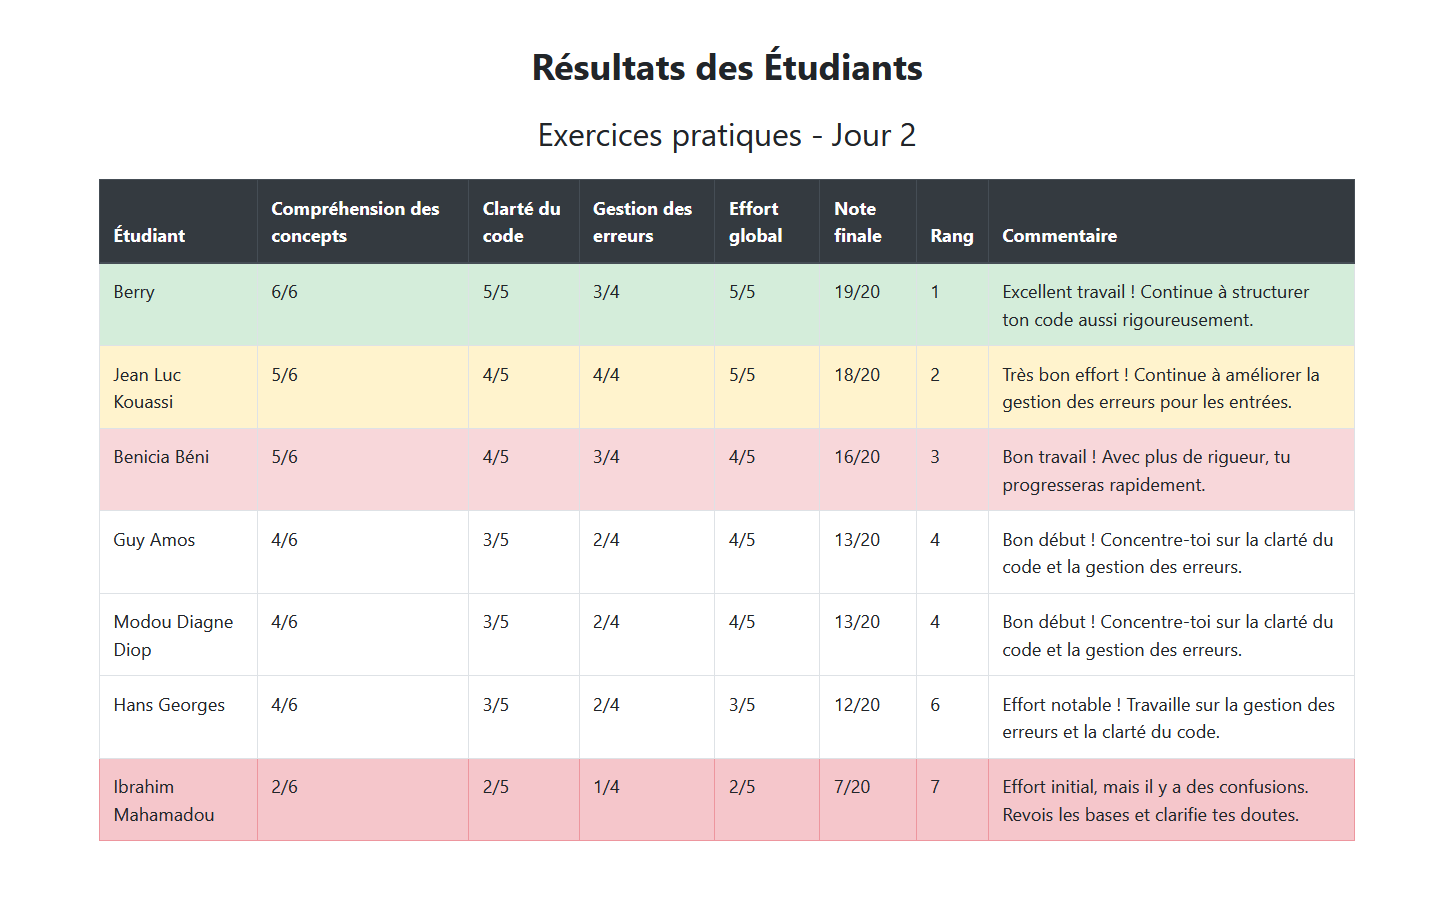 Résultats des Étudiants
Exercices pratiques - Jour 2
Étudiant Compréhension des concepts Clarté du code Gestion des erreurs Effort global Note finale Rang Commentaire
Berry 6/6 5/5 3/4 5/5 19/20 1 Excellent travail ! Continue à structurer
ton code aussi rigoureusement.
Jean Luc 5/6 4/5 4/4 5/5 18/20 2 Très bon effort ! Continue à améliorer la
Kouassi gestion des erreurs pour les entrées.
Benicia Béni 5/6 4/5 3/4 4/5 16/20 3 Bon travail ! Avec plus de rigueur, tu
progresseras rapidement.
Guy Amos 4/6 3/5 2/4 4/5 13/20 4 Bon début ! Concentre-toi sur la clarté du
code et la gestion des erreurs.
Modou Diagne 4/6 3/5 2/4 4/5 13/20 4 Bon début ! Concentre-toi sur la clarté du
Diop code et la gestion des erreurs.
Hans Georges 4/6 3/5 2/4 3/5 12/20 6 Effort notable ! Travaille sur la gestion des
erreurs et la clarté du code.
Ibrahim 2/6 2/5 1/4 2/5 7/20 7 Effort initial, mais il y a des confusions.
Mahamadou Revois les bases et clarifie tes doutes.